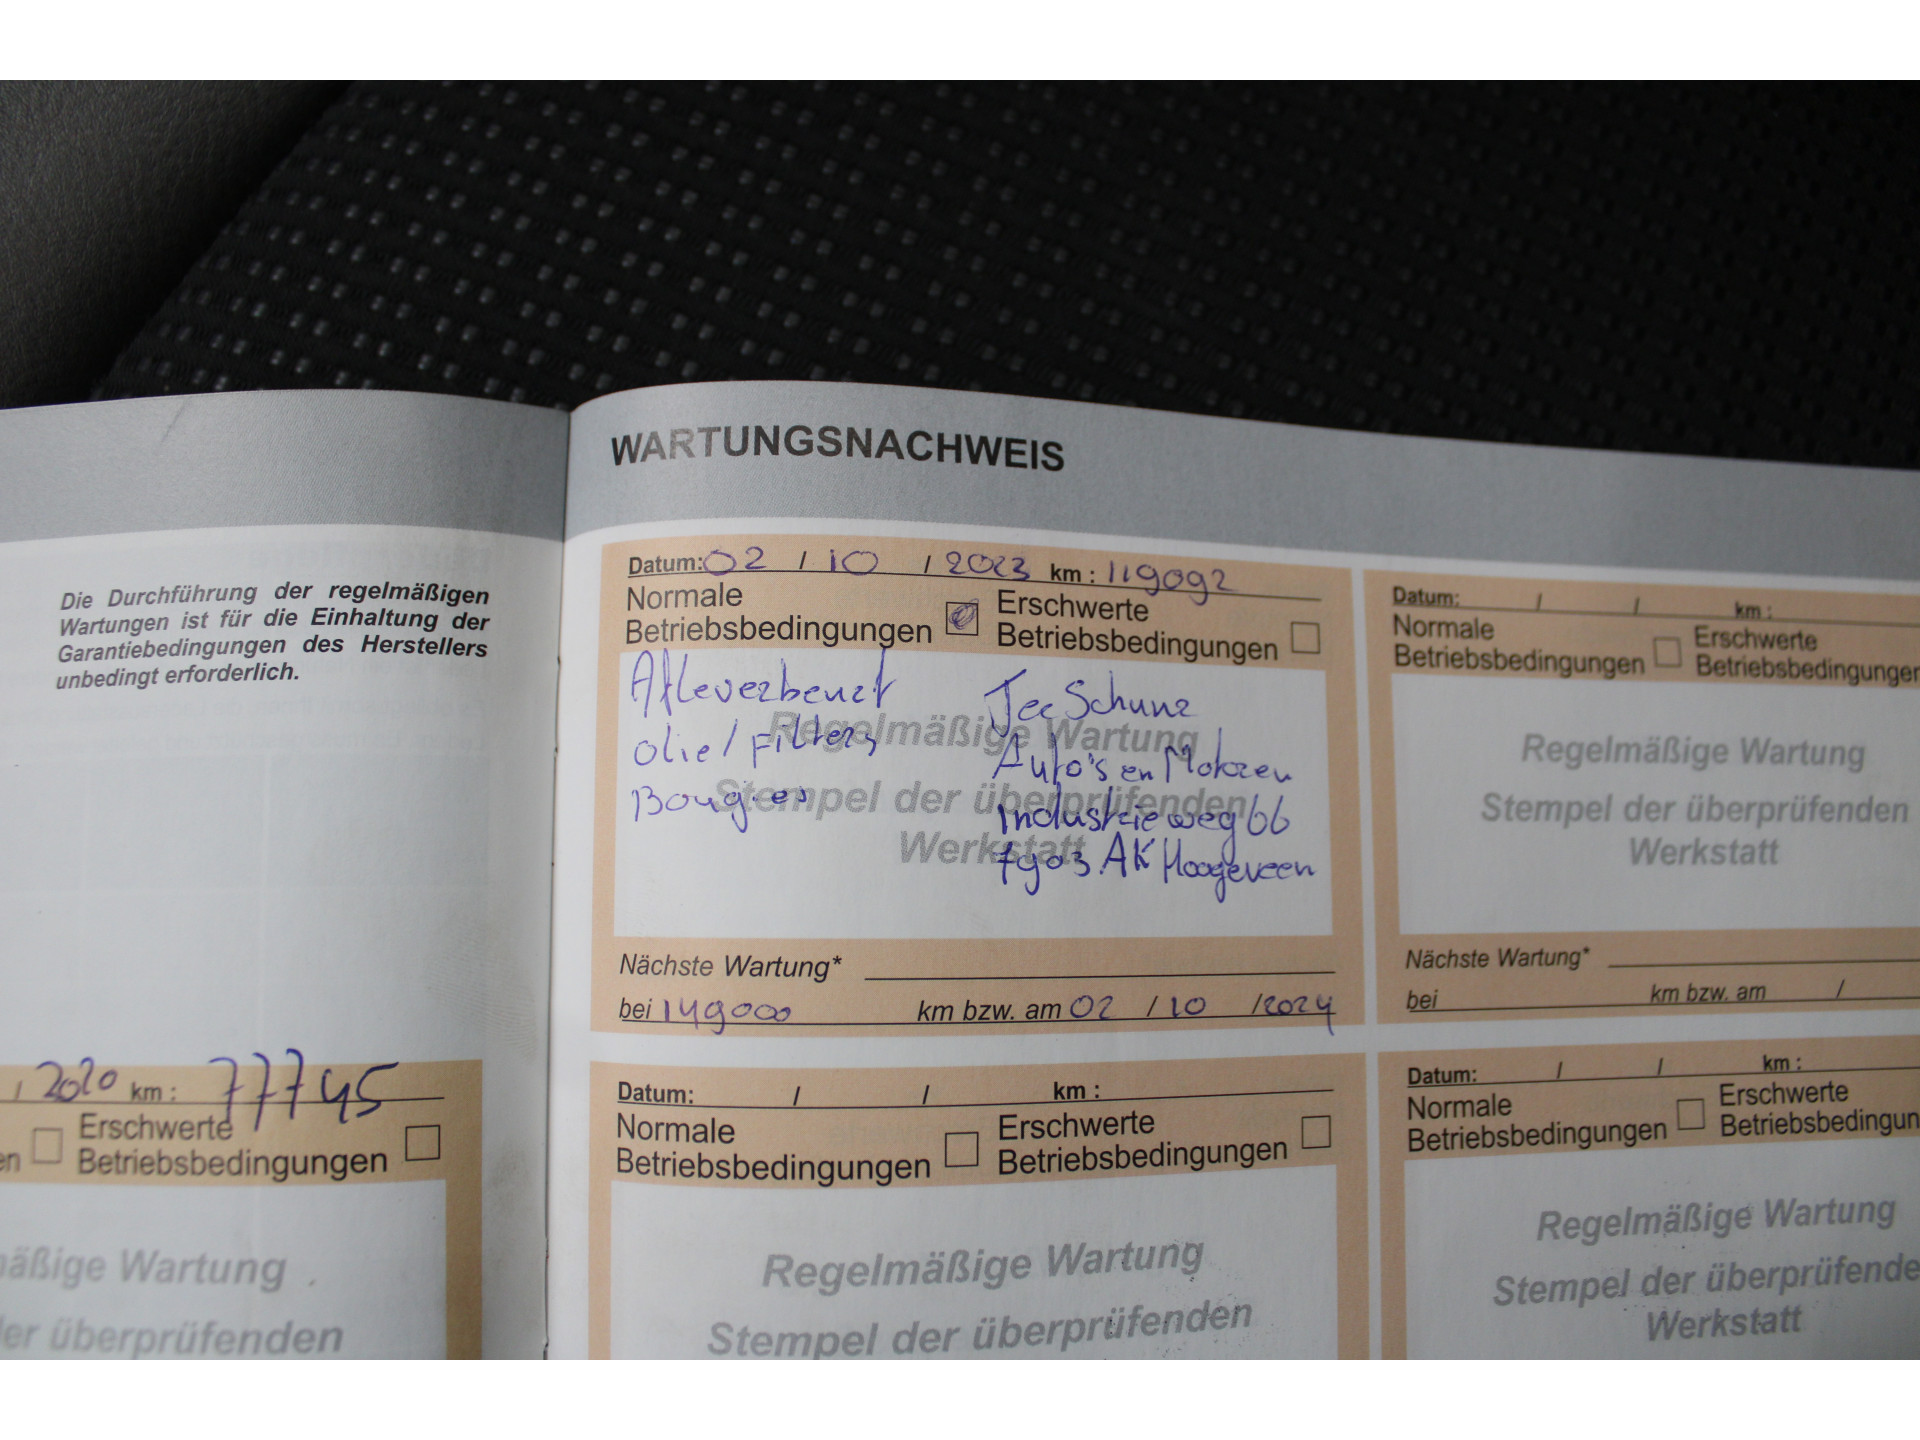 Die Durchführung der regelmäßigen
Wartungen ist für die Einhaltung der
Garantiebedingungen des Herstellers
unbedingt erforderlich.
/ 2020 km : 77745
en Erschwerte
Betriebsbedingungen
mäßige Wartung
der überprüfenden
WARTUNGSNACHWEIS
Datum: 02 / 10 / 2023 km : 119092
Normale
Betriebsbedingungen
Erschwerte
Betriebsbedingungen
Afleverbeurt
olie/Filters
Bougies
Regelmäßige Wartung
Stempel der überprüfenden
Werkstatt
Auto's en Motoren
Industrieweg 66
7903 AK Hoogeveen
Nächste Wartung*
bei 149000 km bzw. am 02 / 10 / 2024
Datum: / / km :
Normale
Betriebsbedingungen
Erschwerte
Betriebsbedingungen
Regelmäßige Wartung
Stempel der überprüfenden
Werkstatt
Nächste Wartung*
bei km bzw. am /
Datum: / / km :
Normale
Betriebsbedingungen
Erschwerte
Betriebsbedingungen
Regelmäßige Wartung
Stempel der überprüfenden
Datum: / / km :
Normale
Betriebsbedingungen
Erschwerte
Betriebsbedingun
Regelmäßige Wartung
Stempel der überprüfende
Werkstatt